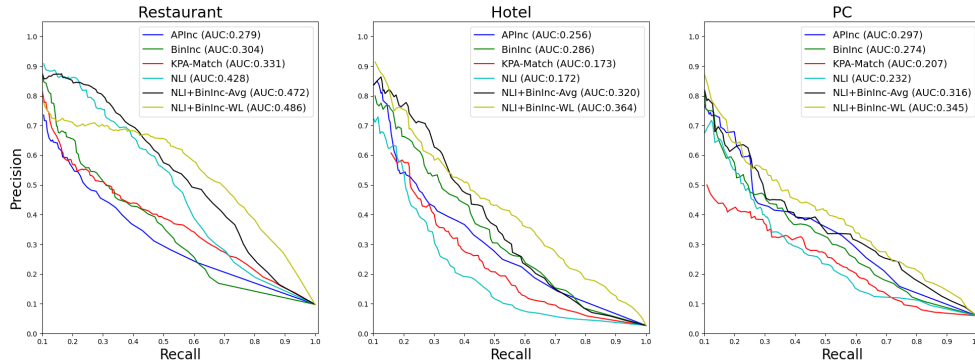 Restaurant
APInc (AUC:0.279)
BinInc (AUC:0.304)
KPA-Match (AUC:0.331)
NLI (AUC:0.428)
NLI+BinInc-Avg (AUC:0.472)
NLI+BinInc-WL (AUC:0.486)
Precision
1.0
0.9
0.8
0.7
0.6
0.5
0.4
0.3
0.2
0.1
0.0
0.1 0.2 0.3 0.4 0.5 0.6 0.7 0.8 0.9 1.0
Recall
Hotel
APInc (AUC:0.256)
BinInc (AUC:0.286)
KPA-Match (AUC:0.173)
NLI (AUC:0.172)
NLI+BinInc-Avg (AUC:0.320)
NLI+BinInc-WL (AUC:0.364)
1.0
0.9
0.8
0.7
0.6
0.5
0.4
0.3
0.2
0.1
0.0
0.1 0.2 0.3 0.4 0.5 0.6 0.7 0.8 0.9 1.0
Recall
PC
APInc (AUC:0.297)
BinInc (AUC:0.274)
KPA-Match (AUC:0.207)
NLI (AUC:0.232)
NLI+BinInc-Avg (AUC:0.316)
NLI+BinInc-WL (AUC:0.345)
1.0
0.9
0.8
0.7
0.6
0.5
0.4
0.3
0.2
0.1
0.0
0.1 0.2 0.3 0.4 0.5 0.6 0.7 0.8 0.9 1.0
Recall